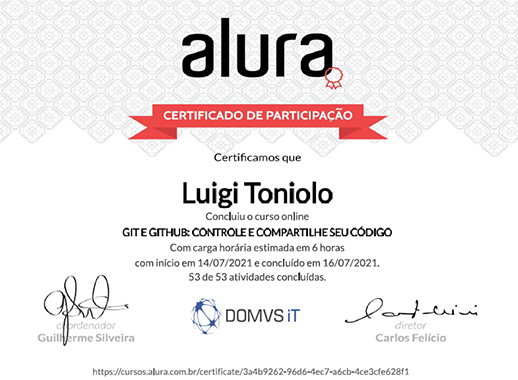 alura
CERTIFICADO DE PARTICIPAÇÃO
Certificamos que
Luigi Toniolo
Concluiu o curso online
GIT E GITHUB: CONTROLE E COMPARTILHE SEU CÓDIGO
Com carga horária estimada em 6 horas
com início em 14/07/2021 e concluído em 16/07/2021.
53 de 53 atividades concluídas.
coordenador
Guilherme Silveira
DOMVS iT
diretor
Carlos Felício
https://cursos.alura.com.br/certificate/3a4b9262-96d6-4ec7-a6cb-4ce3cfe628f1